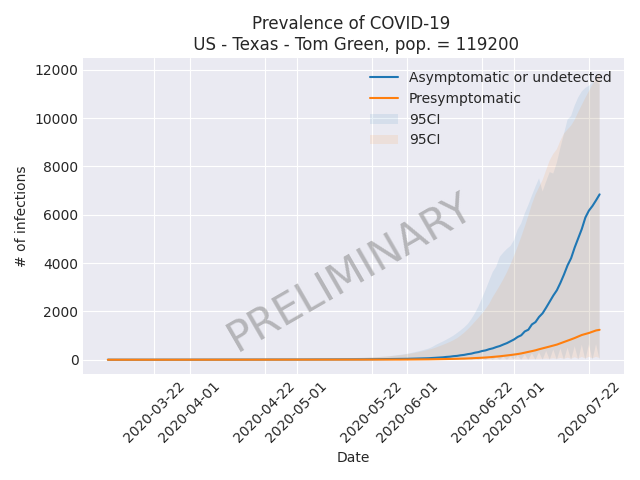 Prevalence of COVID-19
US - Texas - Tom Green, pop. = 119200
12000
10000
8000
6000
4000
2000
0
# of infections
Asymptomatic or undetected
Presymptomatic
95CI
95CI
PRELIMINARY
2020-03-22
2020-04-01
2020-04-22
2020-05-01
2020-05-22
2020-06-01
2020-06-22
2020-07-01
2020-07-22
Date